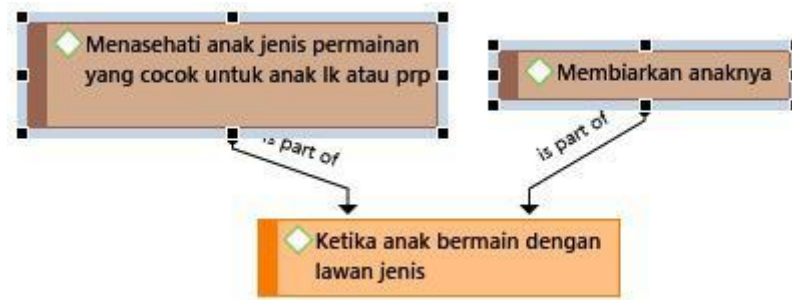 Menasehati anak jenis permainan
yang cocok untuk anak lk atau prp
Membiarkan anaknya
is part of
is part of
Ketika anak bermain dengan
lawan jenis